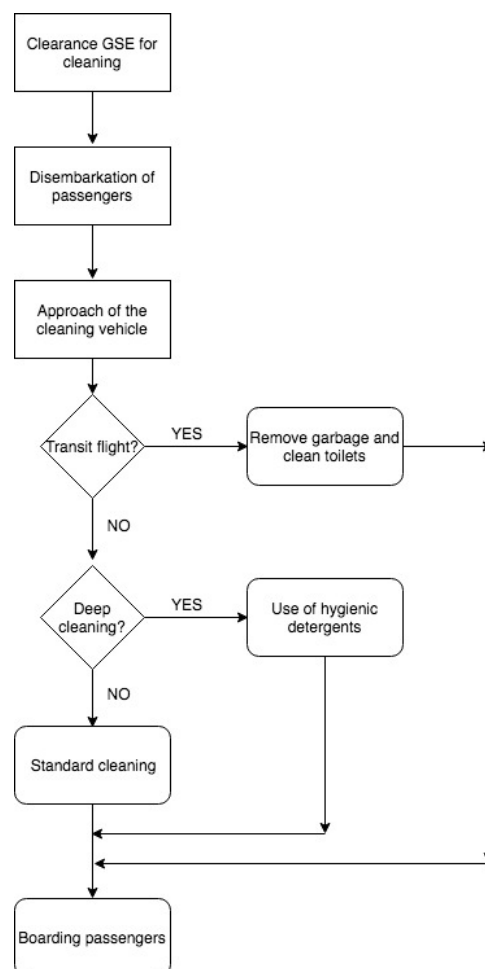 Clearance GSE for
cleaning
Disembarkation of
passengers
Approach of the
cleaning vehicle
Transit flight?
YES
Remove garbage and
clean toilets
NO
Deep
cleaning?
YES
Use of hygienic
detergents
NO
Standard cleaning
Boarding passengers